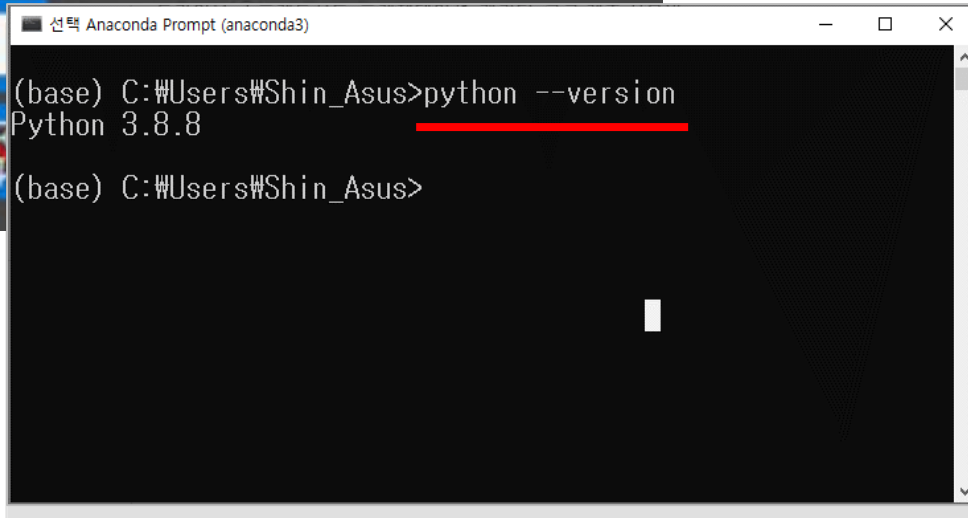 선택 Anaconda Prompt (anaconda3)
(base) C:₩Users₩Shin_Asus>python --version
Python 3.8.8
(base) C:₩Users₩Shin_Asus>